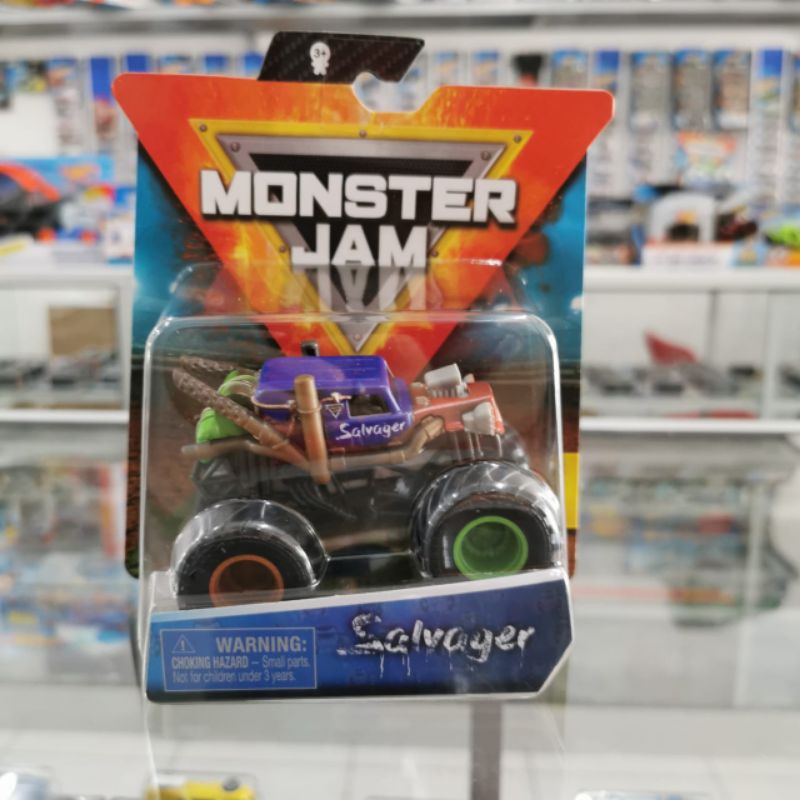 3+
MONSTER
JAM
Salvager
Salvager
WARNING:
CHOKING HAZARD – Small parts.
Not for children under 3 years.